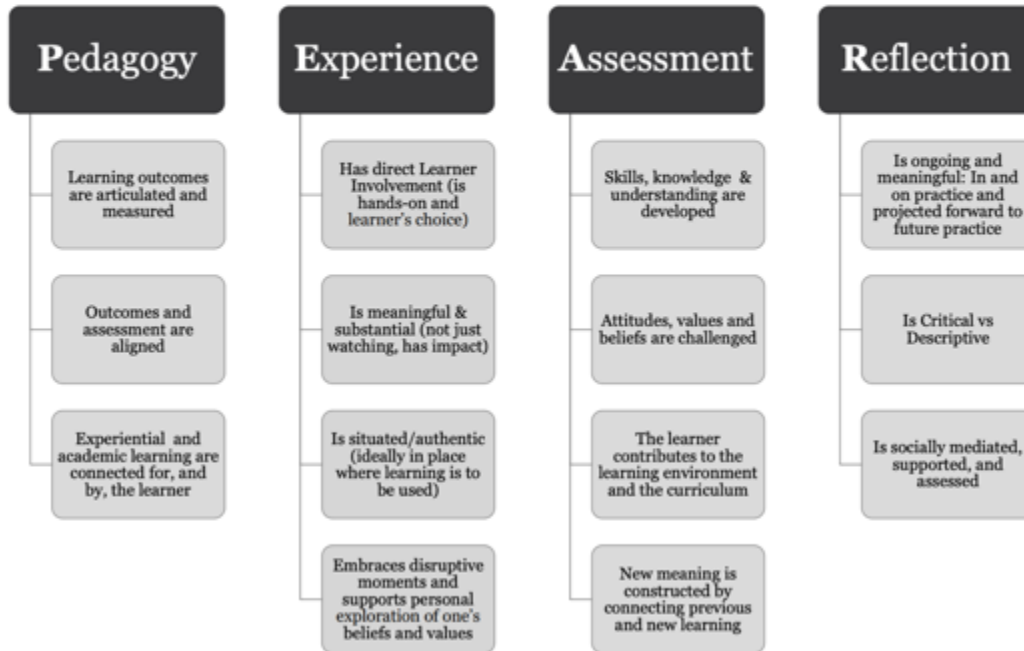 Pedagogy
Learning outcomes
are articulated and
measured
Outcomes and
assessment are
aligned
Experiential and
academic learning are
connected for, and
by, the learner
Experience
Has direct Learner
Involvement (is
hands-on and
learner's choice)
Is meaningful &
substantial (not just
watching, has impact)
Is situated/authentic
(ideally in place
where learning is to
be used)
Embraces disruptive
moments and
supports personal
exploration of one's
beliefs and values
Assessment
Skills, knowledge &
understanding are
developed
Attitudes, values and
beliefs are challenged
The learner
contributes to the
learning environment
and the curriculum
New meaning is
constructed by
connecting previous
and new learning
Reflection
Is ongoing and
meaningful: In and
on practice and
projected forward to
future practice
Is Critical vs
Descriptive
Is socially mediated,
supported, and
assessed